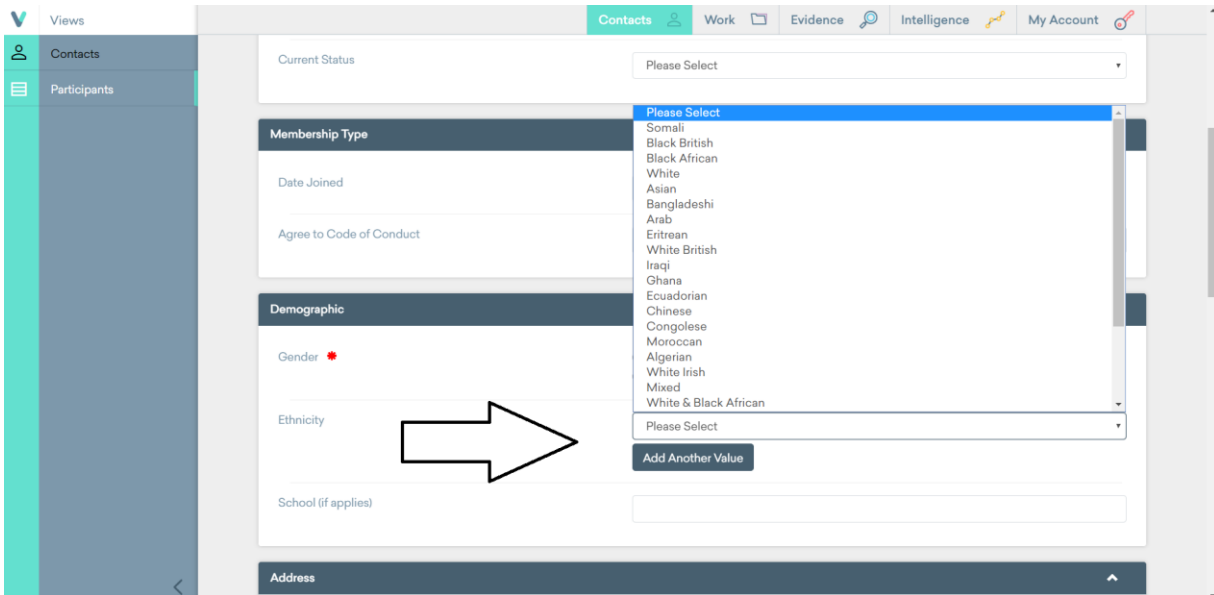 Views
Contacts
Work
Evidence
Intelligence
My Account
Contacts
Participants
Current Status
Please Select
Membership Type
Date Joined
Agree to Code of Conduct
Please Select
Somali
Black British
Black African
White
Asian
Bangladeshi
Arab
Eritrean
White British
Iraqi
Ghana
Ecuadorian
Chinese
Congolese
Moroccan
Algerian
White Irish
Mixed
White & Black African
Demographic
Gender
Ethnicity
Please Select
Add Another Value
School (if applies)
Address